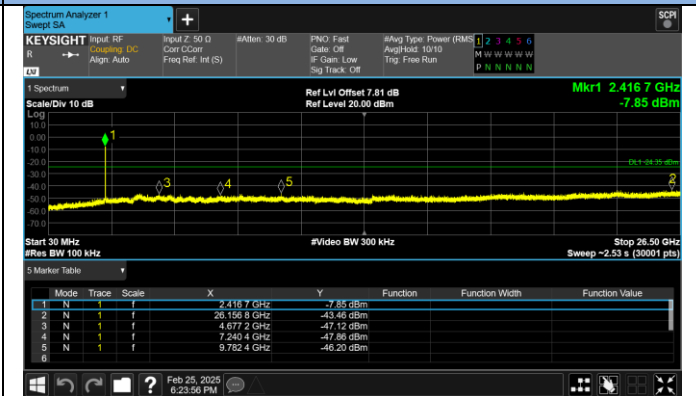 Spectrum Analyzer 1
Swept SA
+
SCPI
KEYSIGHT Input: RF Input Z: 50 Ω #Atten: 30 dB PNO: Fast #Avg Type: Power (RMS 1 2 3 4 5 6
R Coupling: DC Corr CCorr Gate: Off Avg|Hold: 10/10 M W W W W W
Align: Auto Freq Ref: Int (S) IF Gain: Low Trig: Free Run
Sig Track: Off P N N N N N
LXI
1 Spectrum Ref Lvl Offset 7.81 dB Mkr1 2.416 7 GHz
Scale/Div 10 dB Ref Level 20.00 dBm -7.85 dBm
Log
10.0
0.00 1
-10.0
-20.0 DL1 -24.35 dBm
-30.0
-40.0 3 4 5 2
-50.0
-60.0
-70.0
Start 30 MHz #Video BW 300 kHz Stop 26.50 GHz
#Res BW 100 kHz Sweep ~2.53 s (30001 pts)
5 Marker Table
Mode Trace Scale X Y Function Function Width Function Value
1 N 1 f 2.416 7 GHz -7.85 dBm
2 N 1 f 26.156 8 GHz -43.46 dBm
3 N 1 f 4.677 2 GHz -47.12 dBm
4 N 1 f 7.240 4 GHz -47.86 dBm
5 N 1 f 9.782 4 GHz -46.20 dBm
6
? Feb 25, 2025
6:23:56 PM